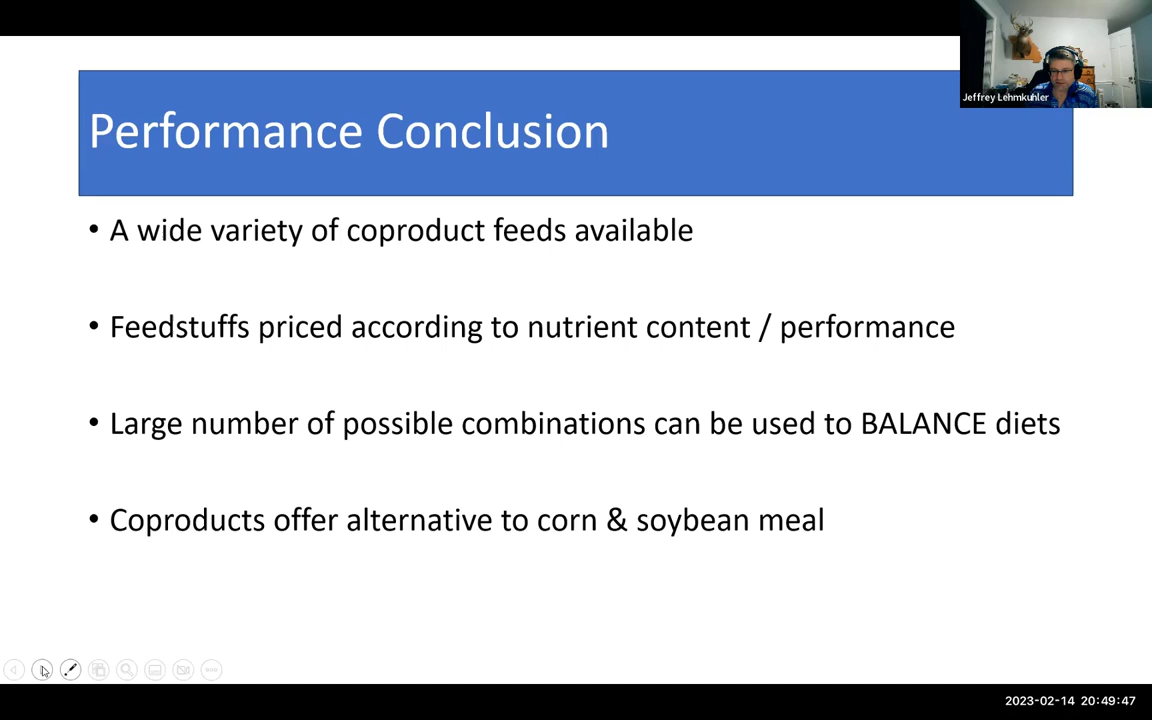 Jeffrey Lehmkuhler
Performance Conclusion
• A wide variety of coproduct feeds available
• Feedstuffs priced according to nutrient content / performance
• Large number of possible combinations can be used to BALANCE diets
• Coproducts offer alternative to corn & soybean meal
2023-02-14 20:49:47